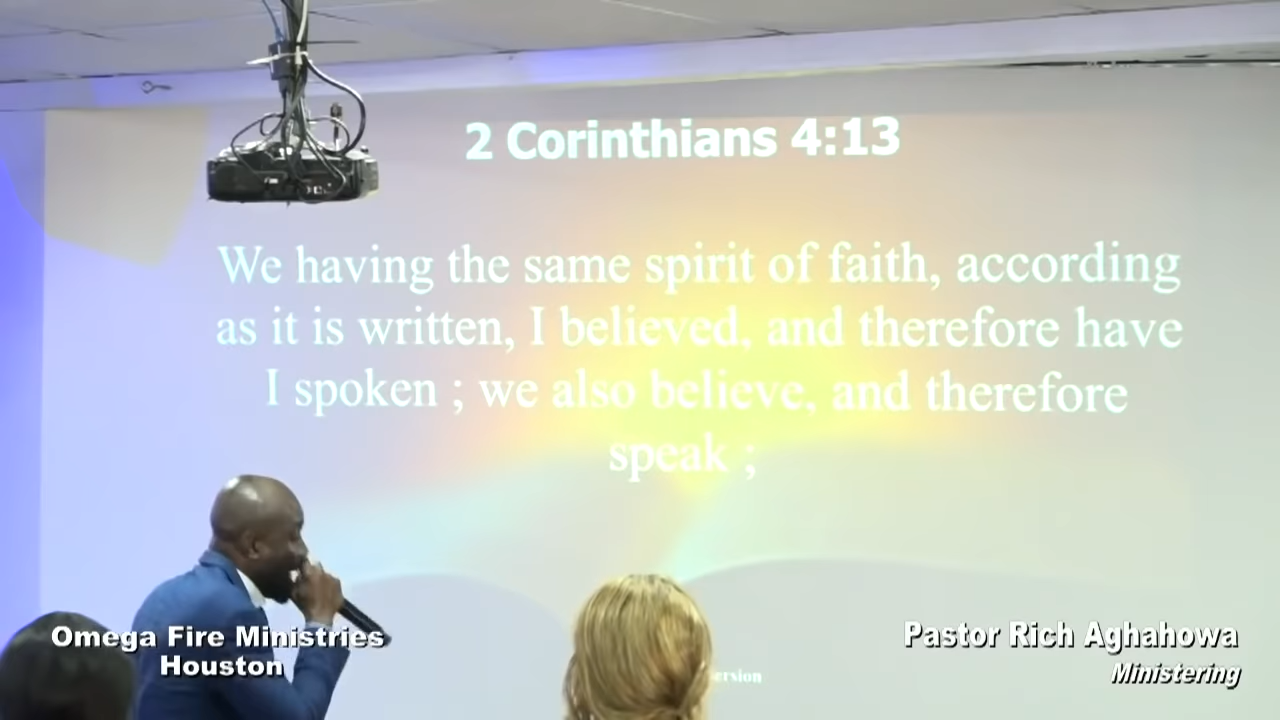 2 Corinthians 4:13
We having the same spirit of faith, according
as it is written, I believed, and therefore have
I spoken ; we also believe, and therefore
speak ;
Omega Fire Ministries
Houston
Pastor Rich Aghahowa
Ministering